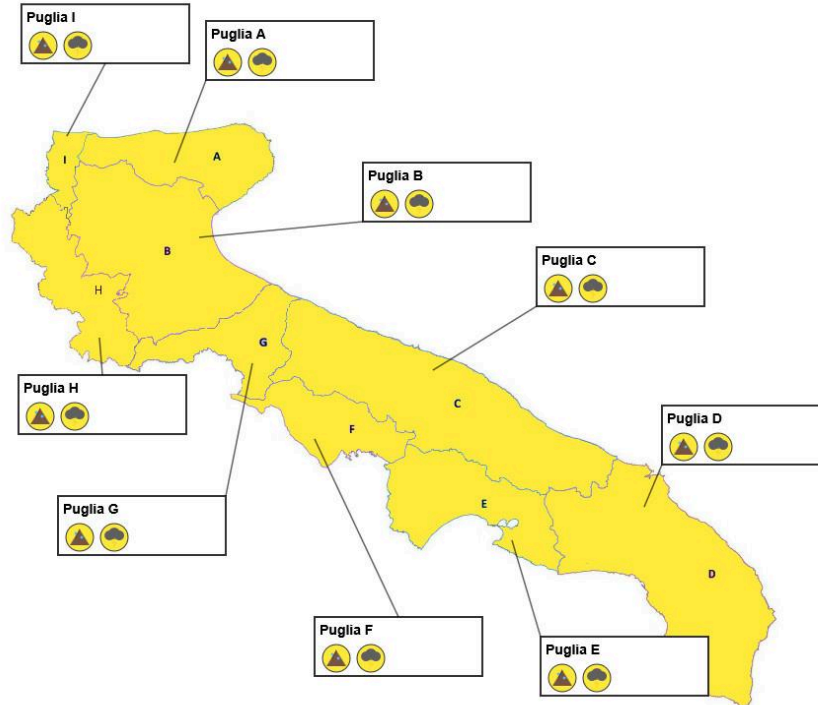 Puglia I
Puglia A
I
A
Puglia B
B
Puglia C
H
G
Puglia H
C
F
Puglia D
Puglia G
E
D
Puglia F
Puglia E